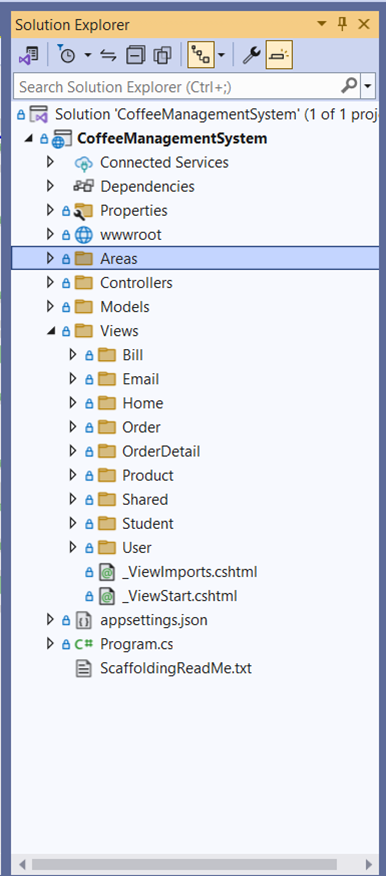 Solution Explorer
Search Solution Explorer (Ctrl+;)
Solution 'CoffeeManagementSystem' (1 of 1 proj
CoffeeManagementSystem
Connected Services
Dependencies
Properties
wwwroot
Areas
Controllers
Models
Views
Bill
Email
Home
Order
OrderDetail
Product
Shared
Student
User
_ViewImports.cshtml
_ViewStart.cshtml
appsettings.json
C# Program.cs
ScaffoldingReadMe.txt